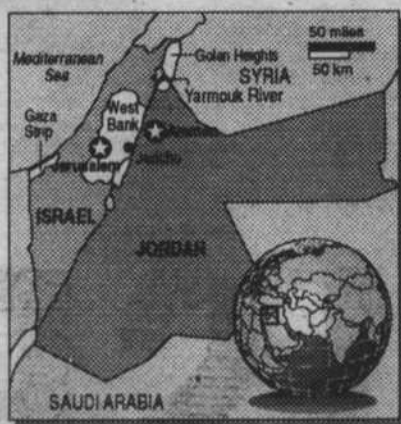 Mediterranean
Sea
Golan Heights
50 miles
50 km
SYRIA
Yarmouk River
West
Bank
Gaza
Strip
Amman
Jerusalem
Jericho
ISRAEL
JORDAN
SAUDI ARABIA